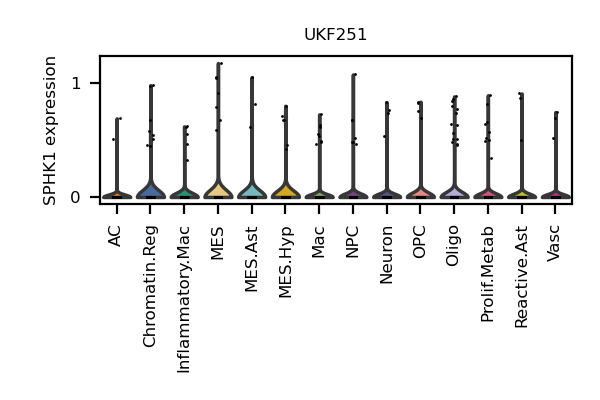 UKF251
SPHK1 expression
1
0
AC
Chromatin.Reg
Inflammatory.Mac
MES
MES.Ast
MES.Hyp
Mac
NPC
Neuron
OPC
Oligo
Prolif.Metab
Reactive.Ast
Vasc